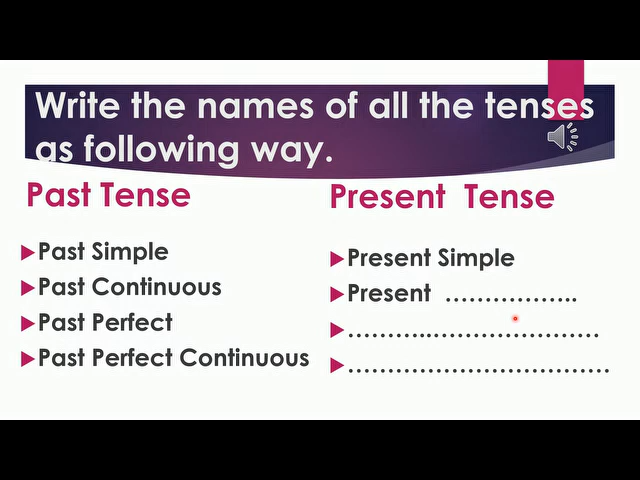 Write the names of all the tenses
as following way.
Past Tense
Past Simple
Past Continuous
Past Perfect
Past Perfect Continuous
Present Tense
Present Simple
Present ……………..
………..…………………
……………………………